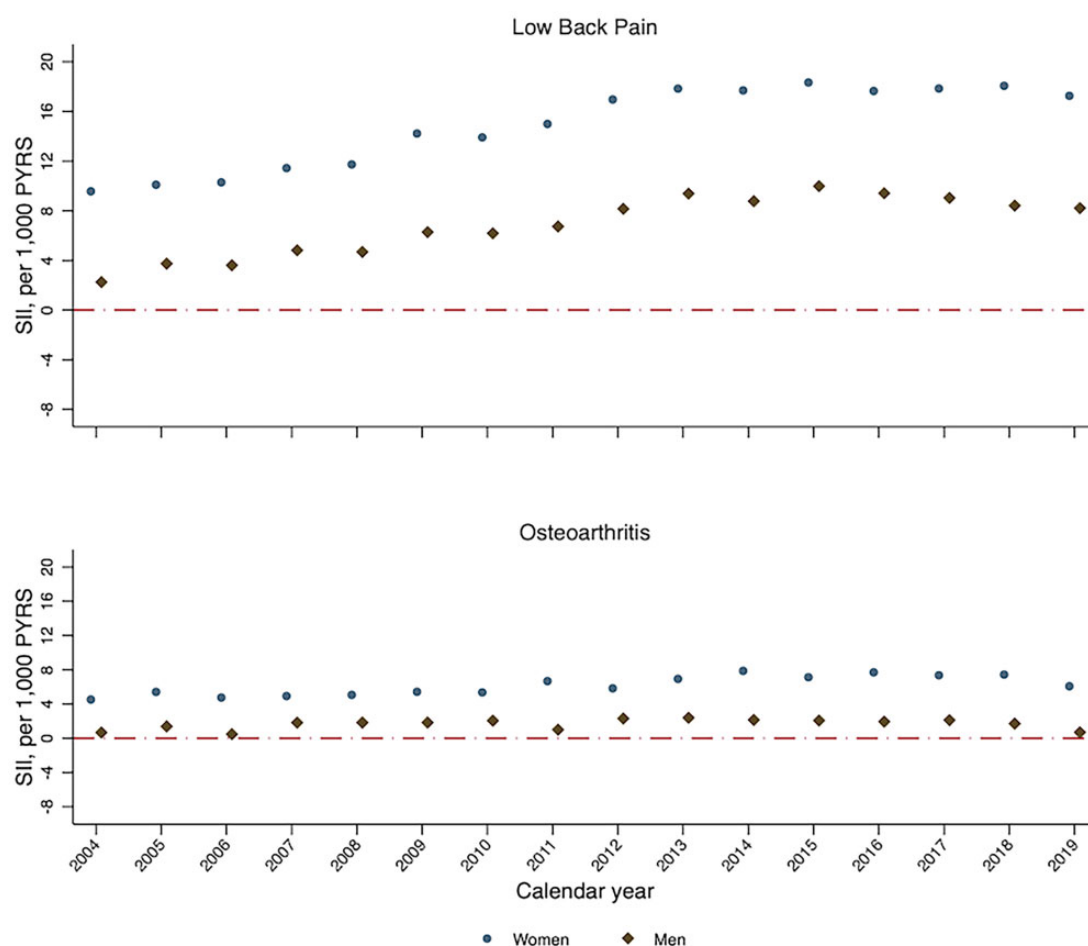 Low Back Pain
SII, per 1,000 PYRS
20
16
12
8
4
0
-4
-8
Osteoarthritis
SII, per 1,000 PYRS
20
16
12
8
4
0
-4
-8
2004 2005 2006 2007 2008 2009 2010 2011 2012 2013 2014 2015 2016 2017 2018 2019
Calendar year
Women Men